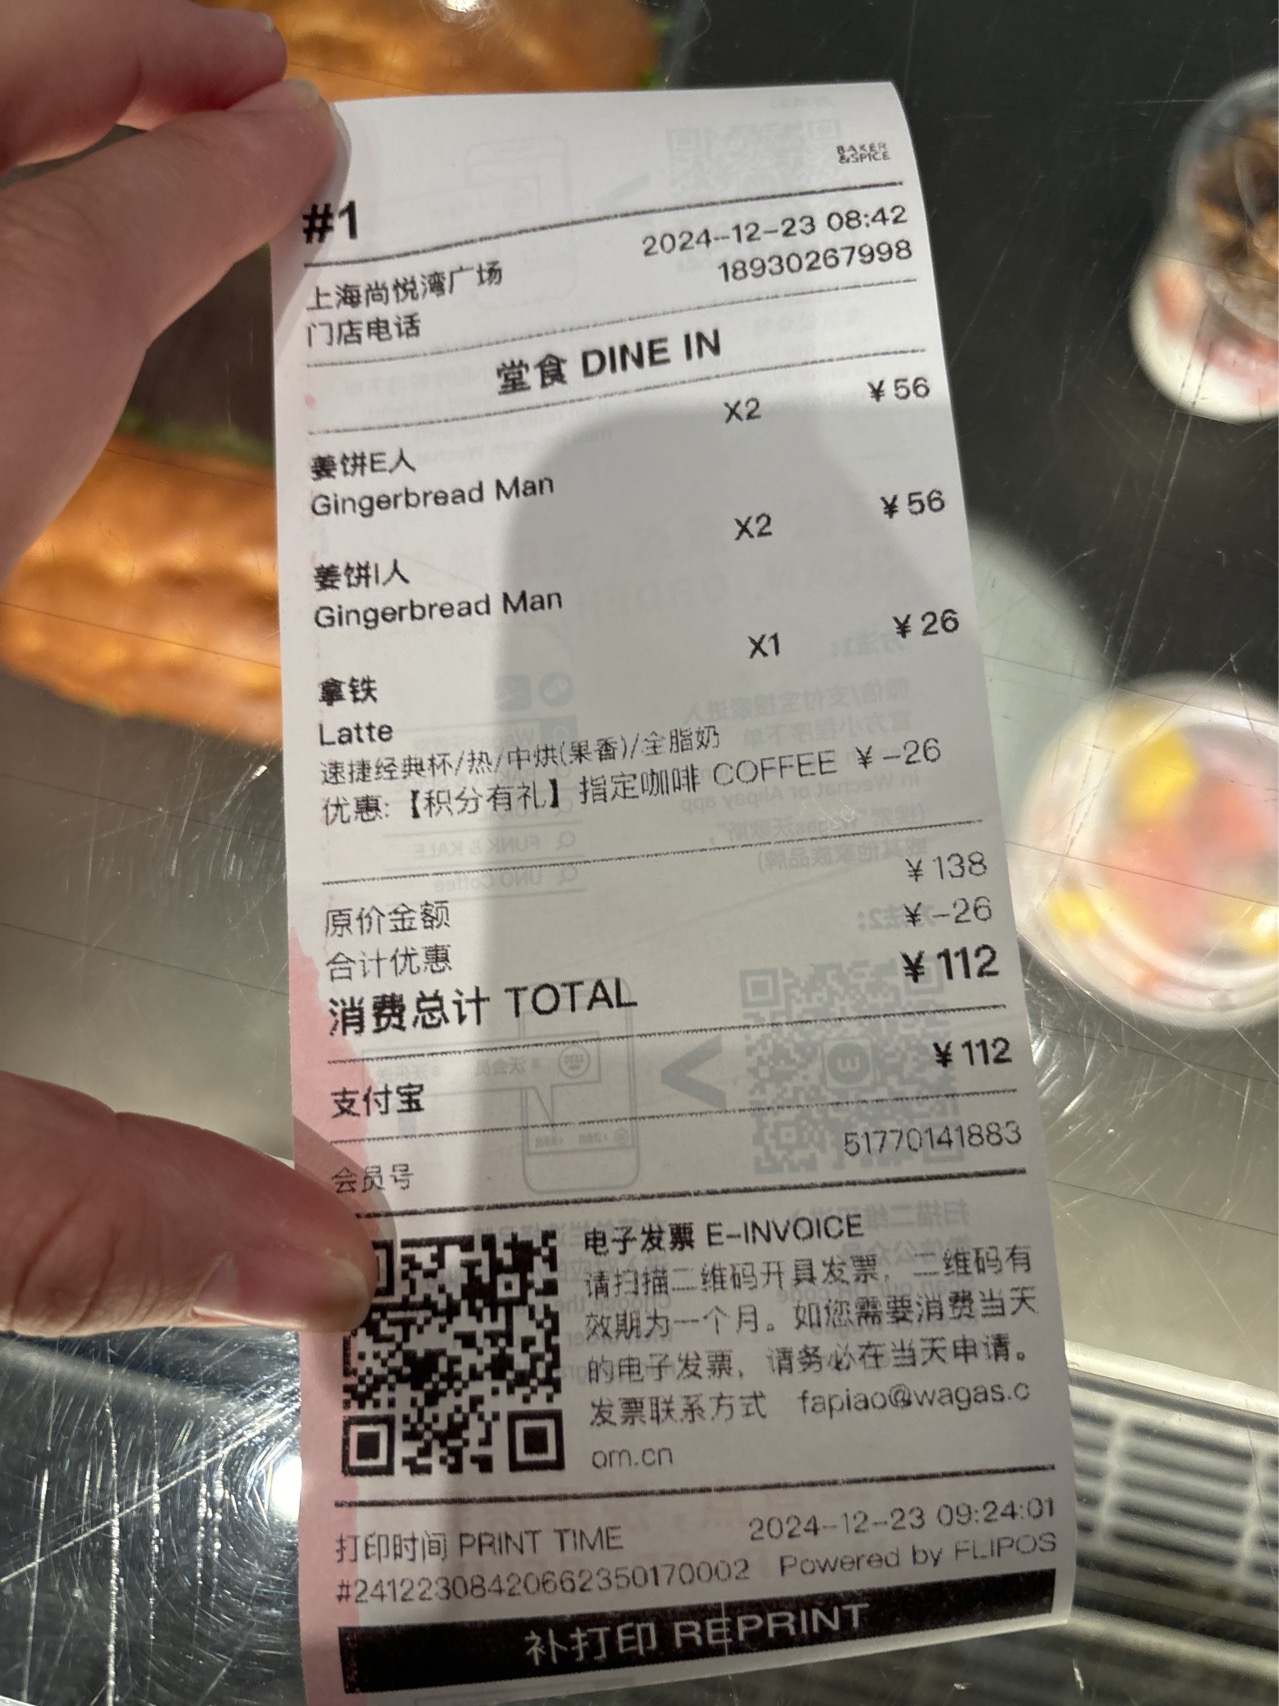 BAKER
&SPICE
#1
上海尚悦湾广场 2024-12-23 08:42
门店电话 18930267998
堂食 DINE IN
X2 ¥56
姜饼E人
Gingerbread Man
X2 ¥56
姜饼I人
Gingerbread Man
X1 ¥26
拿铁
Latte
速捷经典杯/热/中烘(果香)/全脂奶
优惠:【积分有礼】指定咖啡 COFFEE ¥-26
原价金额 ¥138
合计优惠 ¥-26
消费总计 TOTAL ¥112
支付宝 ¥112
会员号 51770141883
电子发票 E-INVOICE
请扫描二维码开具发票，二维码有
效期为一个月。如您需要消费当天
的电子发票，请务必在当天申请。
发票联系方式 fapiao@wagas.c
om.cn
打印时间 PRINT TIME 2024-12-23 09:24:01
#24122308420662350170002 Powered by FLIPOS
补打印 REPRINT